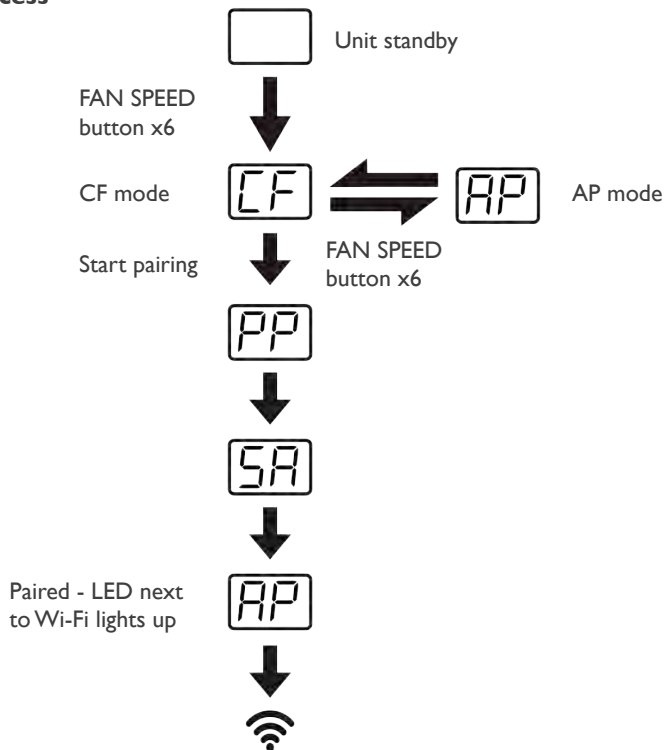 Unit standby
FAN SPEED
button x6
CF mode
CF
AP
AP mode
Start pairing
FAN SPEED
button x6
PP
SA
Paired - LED next
to Wi-Fi lights up
AP